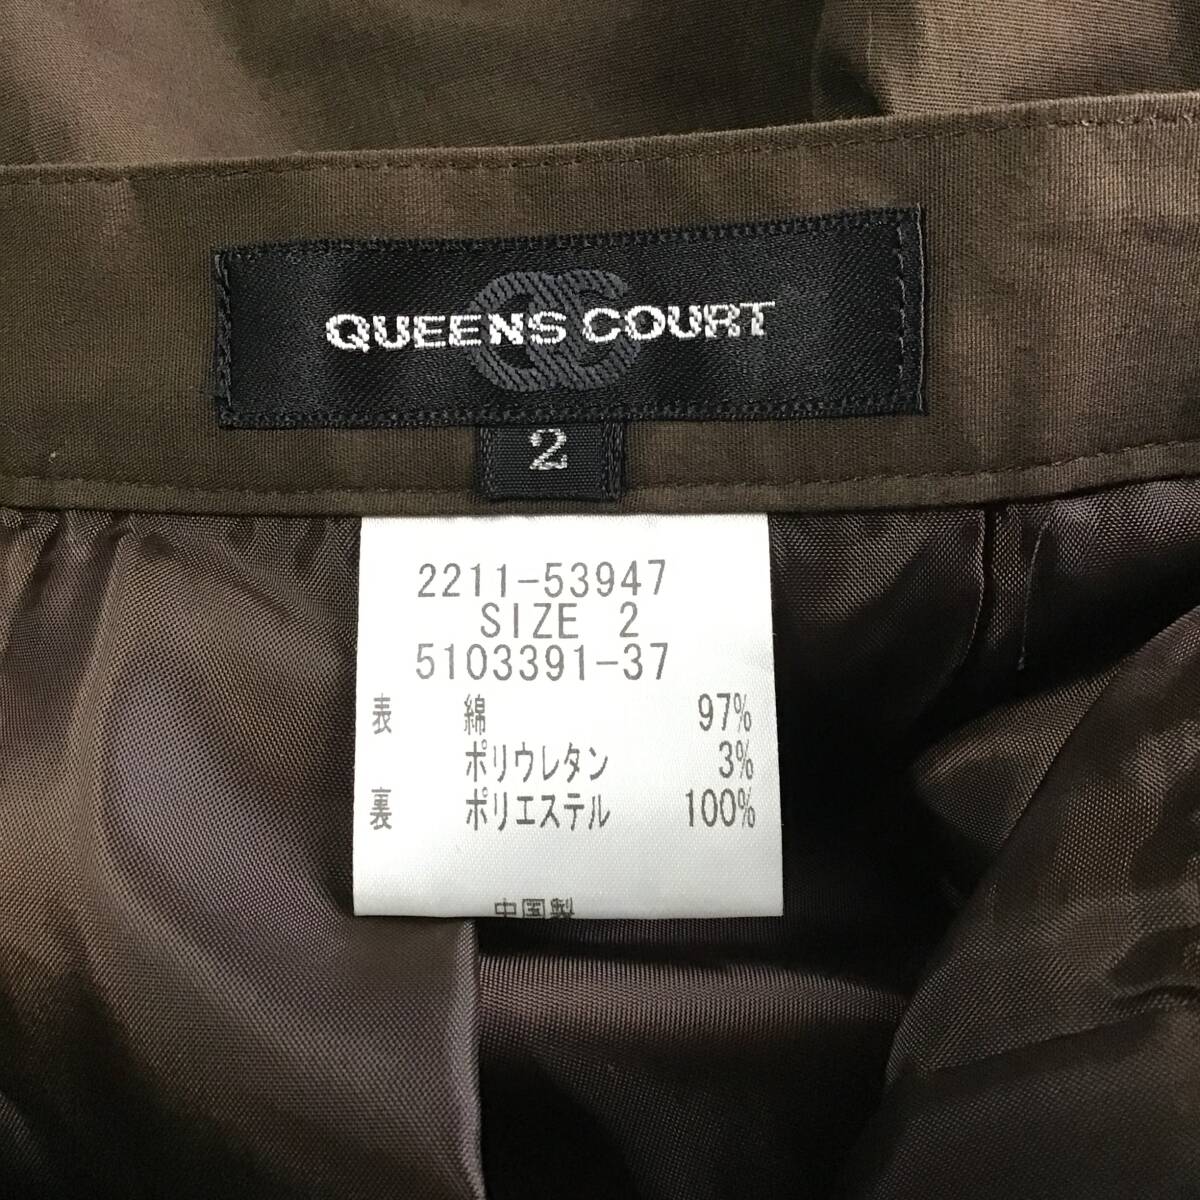 QUEENS COURT
2
2211-53947
SIZE 2
5103391-37
表 綿 97%
ポリウレタン 3%
裏 ポリエステル 100%
中国製